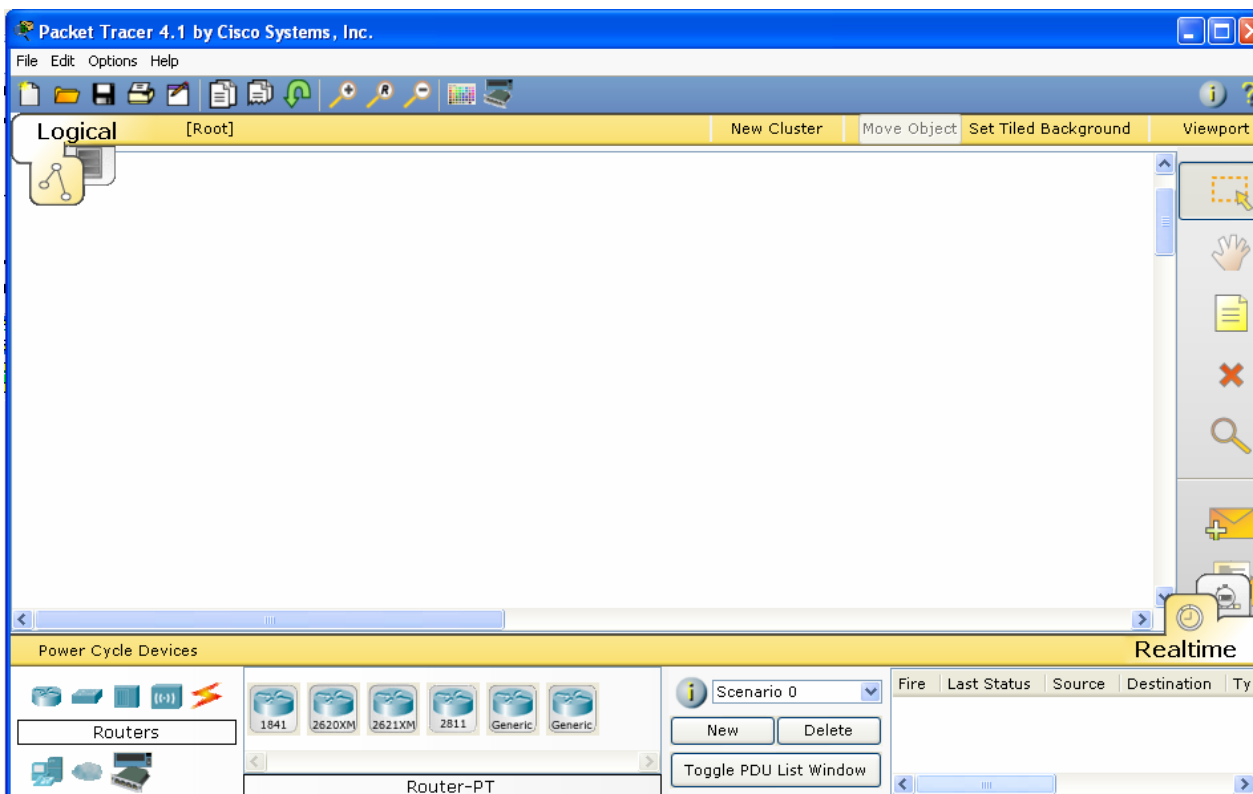 Packet Tracer 4.1 by Cisco Systems, Inc.
File Edit Options Help
Logical [Root] New Cluster Move Object Set Tiled Background Viewport
Power Cycle Devices Realtime
Routers
1841 2620XM 2621XM 2811 Generic Generic
Router-PT
Scenario 0
New Delete
Toggle PDU List Window
Fire Last Status Source Destination Ty